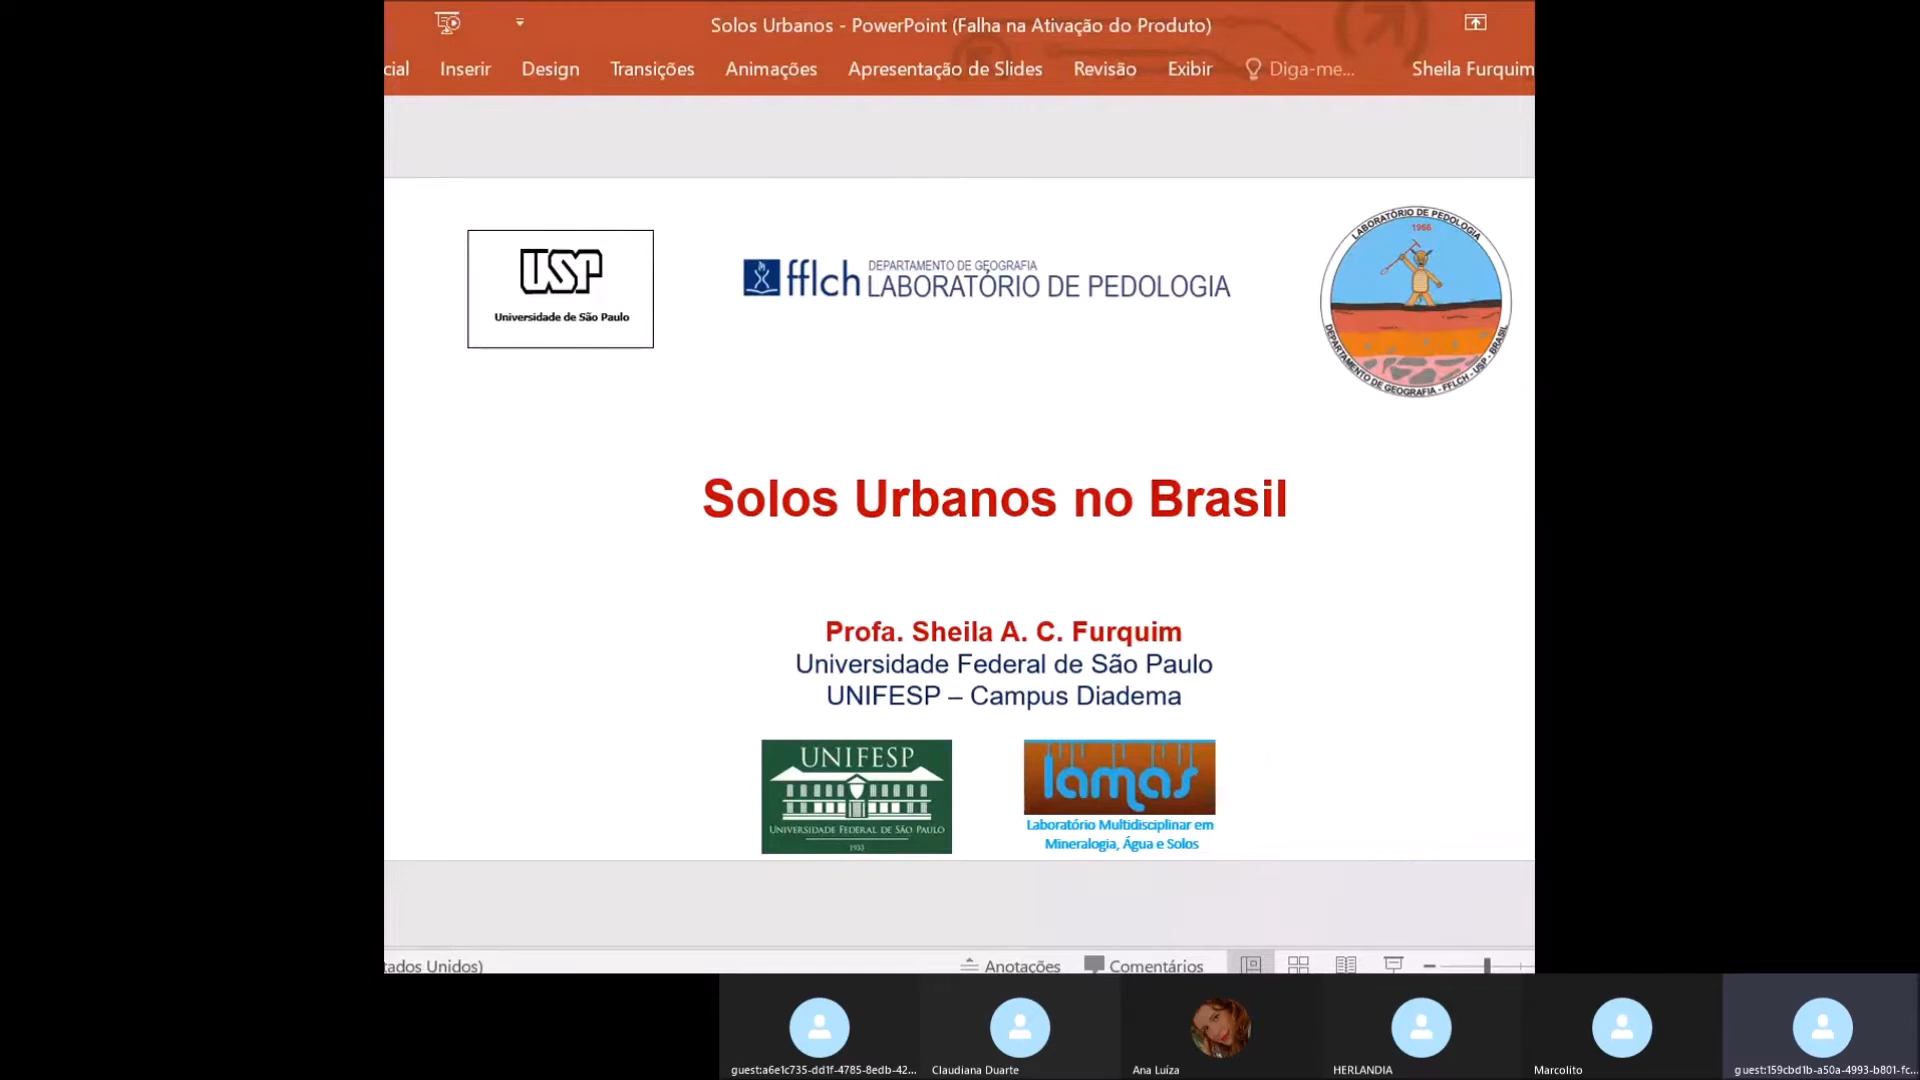 Solos Urbanos - PowerPoint (Falha na Ativação do Produto)
cial Inserir Design Transições Animações Apresentação de Slides Revisão Exibir Diga-me... Sheila Furquim
USP
Universidade de São Paulo
fflch DEPARTAMENTO DE GEOGRAFIA
LABORATÓRIO DE PEDOLOGIA
LABORATÓRIO DE PEDOLOGIA
1966
DEPARTAMENTO DE GEOGRAFIA - FFLCH - USP - BRASIL
Solos Urbanos no Brasil
Profa. Sheila A. C. Furquim
Universidade Federal de São Paulo
UNIFESP – Campus Diadema
UNIFESP
UNIVERSIDADE FEDERAL DE SÃO PAULO
1933
lamas
Laboratório Multidisciplinar em
Mineralogia, Água e Solos
tados Unidos) Anotações Comentários
guest:a6e1c735-dd1f-4785-8edb-42... Claudiana Duarte Ana Luíza HERLANDIA Marcolito guest:159cbd1b-a50a-4993-b801-fc...